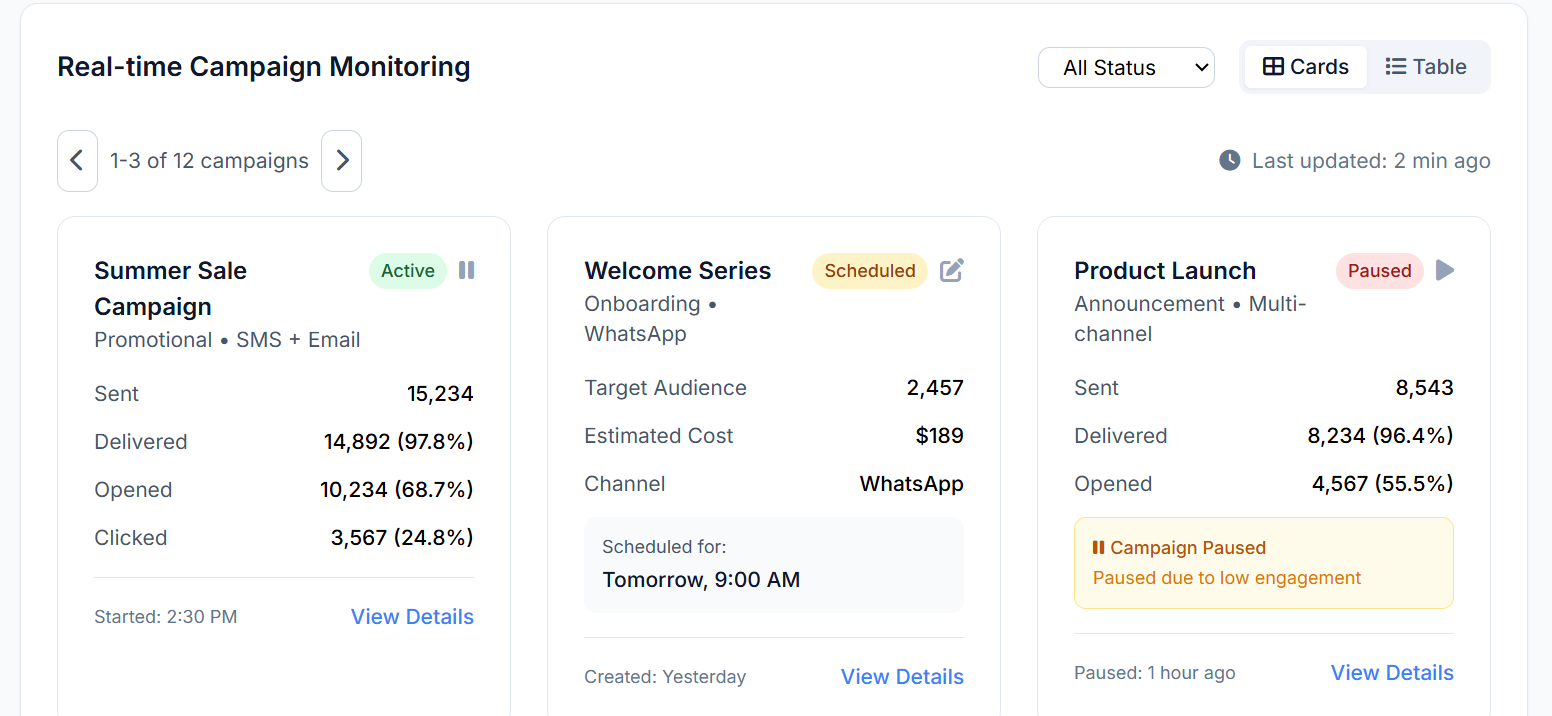 Real-time Campaign Monitoring
All Status
Cards
Table
1-3 of 12 campaigns
Last updated: 2 min ago
Summer Sale
Campaign
Active
Promotional • SMS + Email
Sent 15,234
Delivered 14,892 (97.8%)
Opened 10,234 (68.7%)
Clicked 3,567 (24.8%)
Started: 2:30 PM View Details
Welcome Series
Scheduled
Onboarding •
WhatsApp
Target Audience 2,457
Estimated Cost $189
Channel WhatsApp
Scheduled for:
Tomorrow, 9:00 AM
Created: Yesterday View Details
Product Launch
Paused
Announcement • Multi-
channel
Sent 8,543
Delivered 8,234 (96.4%)
Opened 4,567 (55.5%)
Campaign Paused
Paused due to low engagement
Paused: 1 hour ago View Details